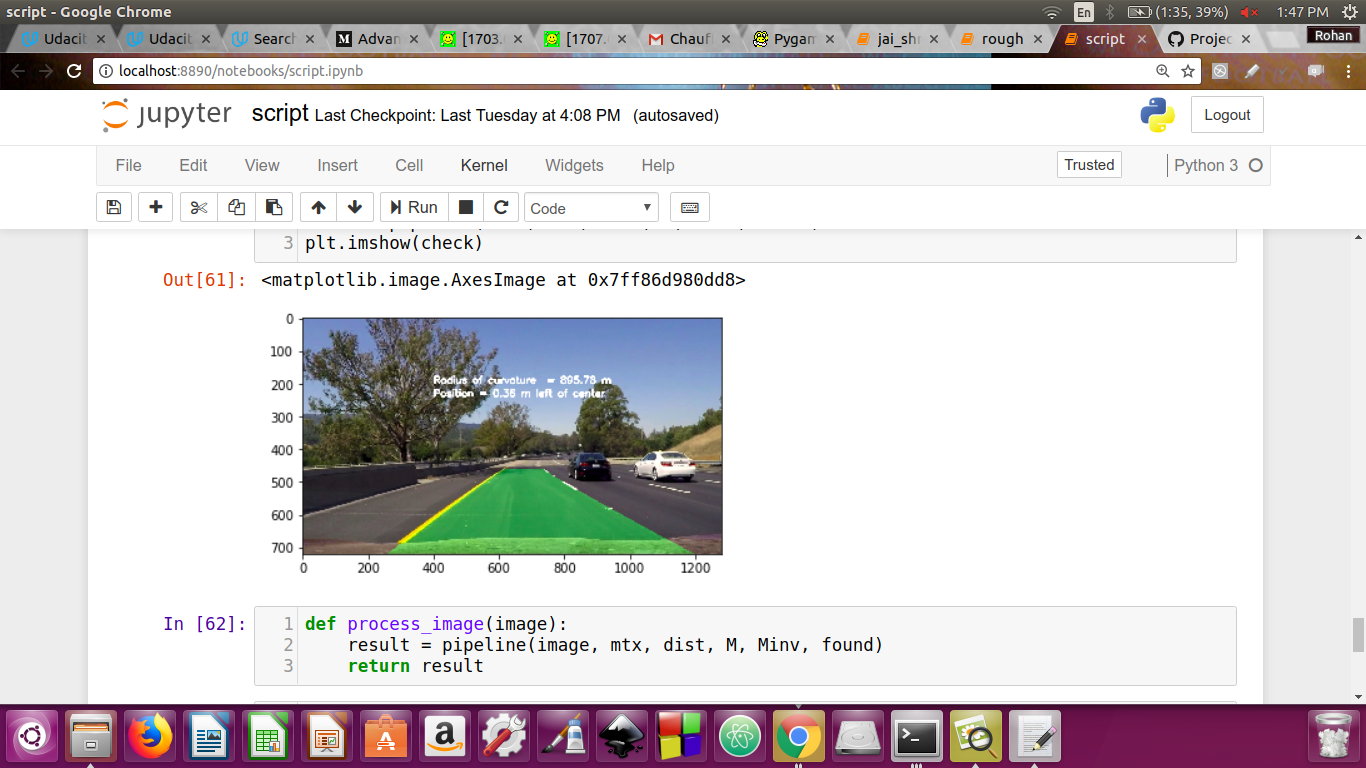 script - Google Chrome
En
(1:35, 39%)
1:47 PM
Udacit
Udacit
Search
Advan
[1703.
[1707.
Chauf
Pygam
jai_shr
rough
script
Projec
Rohan
localhost:8890/notebooks/script.ipynb
jupyter
script Last Checkpoint: Last Tuesday at 4:08 PM (autosaved)
Logout
File Edit View Insert Cell Kernel Widgets Help
Trusted
Python 3
Run
Code
3 plt.imshow(check)
Out[61]: <matplotlib.image.AxesImage at 0x7ff86d980dd8>
0
100
200
300
400
500
600
700
Radius of curvature = 895.78 m
Position = 0.36 m left of center
0 200 400 600 800 1000 1200
In [62]:
1 def process_image(image):
2 result = pipeline(image, mtx, dist, M, Minv, found)
3 return result